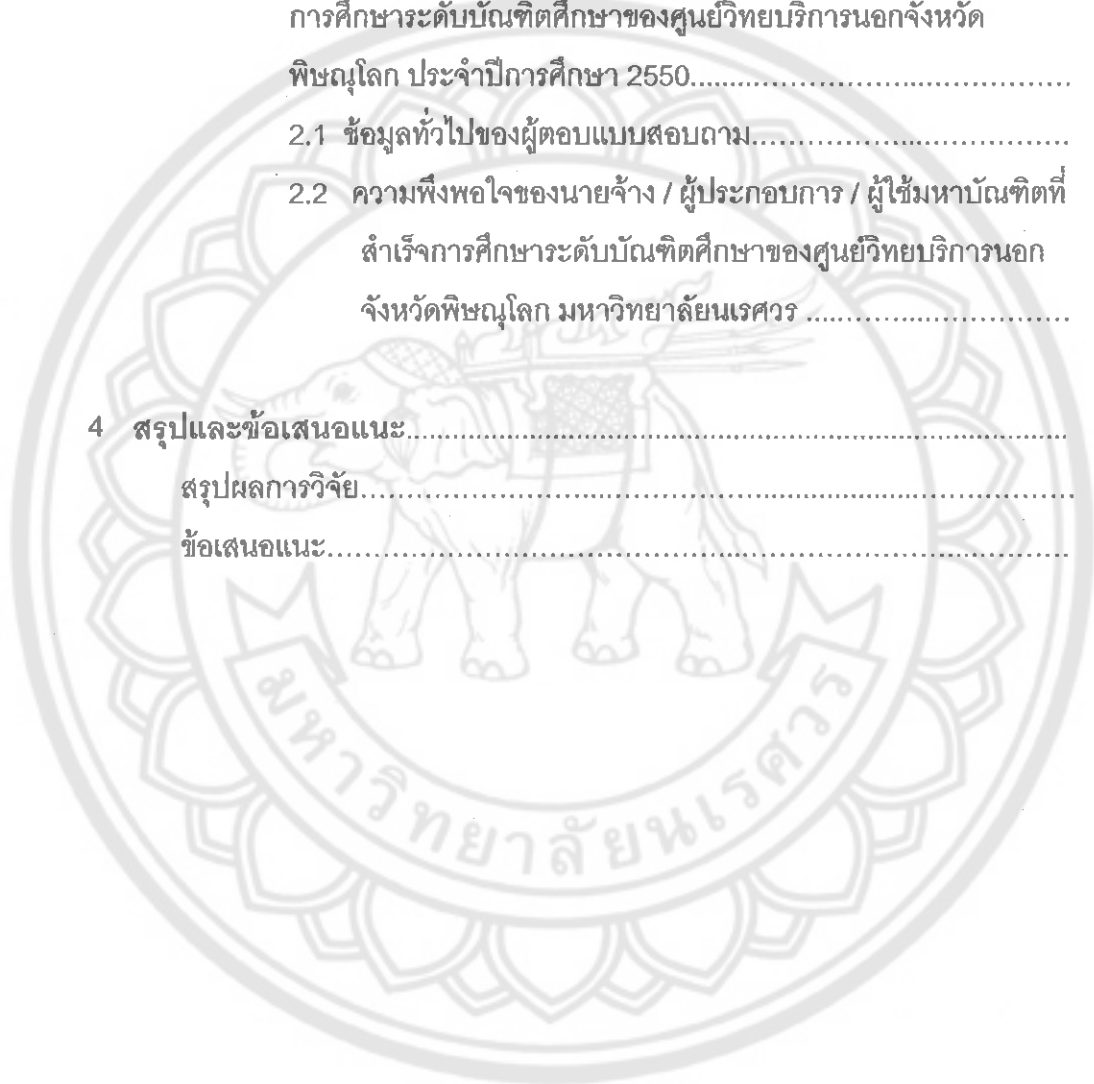 การศึกษาระดับบัณฑิตศึกษาของศูนย์วิทยบริการนอกจังหวัด
พิษณุโลก ประจำปีการศึกษา 2550................................................
2.1 ข้อมูลทั่วไปของผู้ตอบแบบสอบถาม........................................
2.2 ความพึงพอใจของนายจ้าง / ผู้ประกอบการ / ผู้ใช้มหาบัณฑิตที่
สำเร็จการศึกษาระดับบัณฑิตศึกษาของศูนย์วิทยบริการนอก
จังหวัดพิษณุโลก มหาวิทยาลัยนเรศวร .................................
4 สรุปและข้อเสนอแนะ....................................................................................
สรุปผลการวิจัย...........................................................................................
ข้อเสนอแนะ...............................................................................................
มหาวิทยาลัยนเรศวร